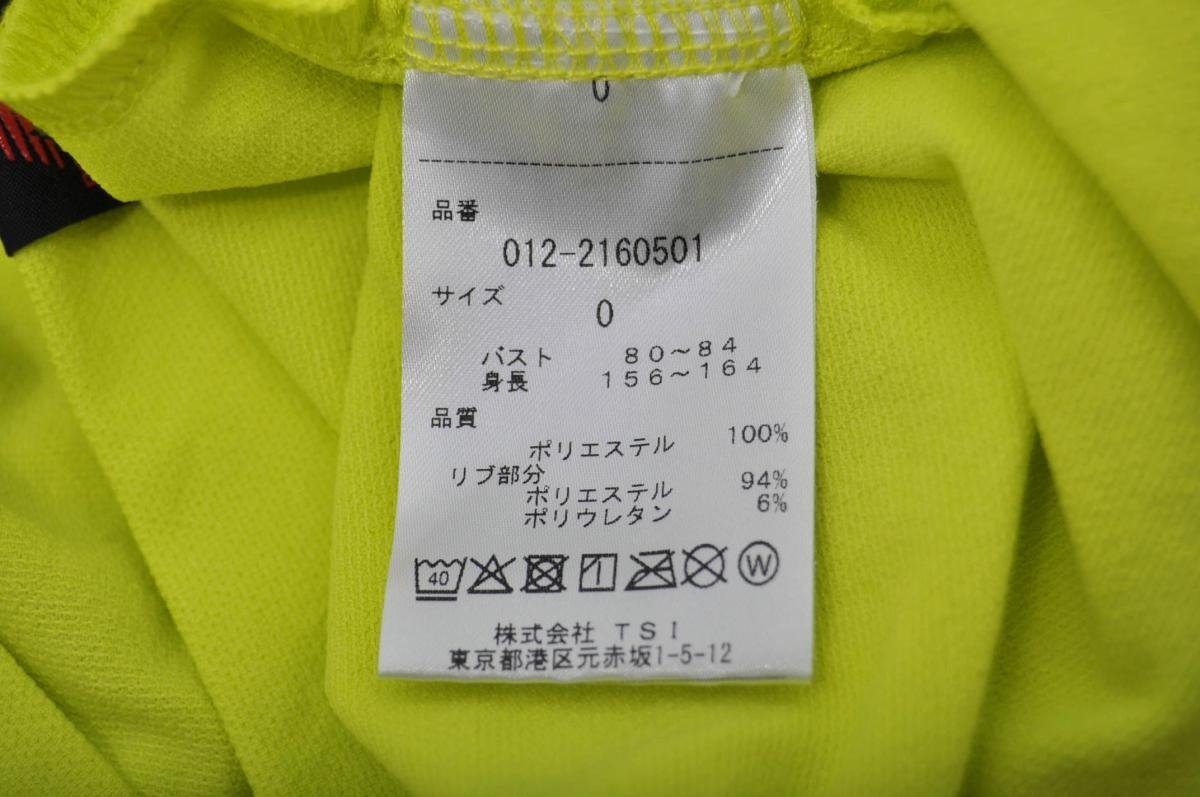 0
品番
012-2160501
サイズ
0
バスト 80～84
身長 156～164
品質
ポリエステル 100%
リブ部分
ポリエステル 94%
ポリウレタン 6%
40 W
株式会社 TSI
東京都港区元赤坂1-5-12